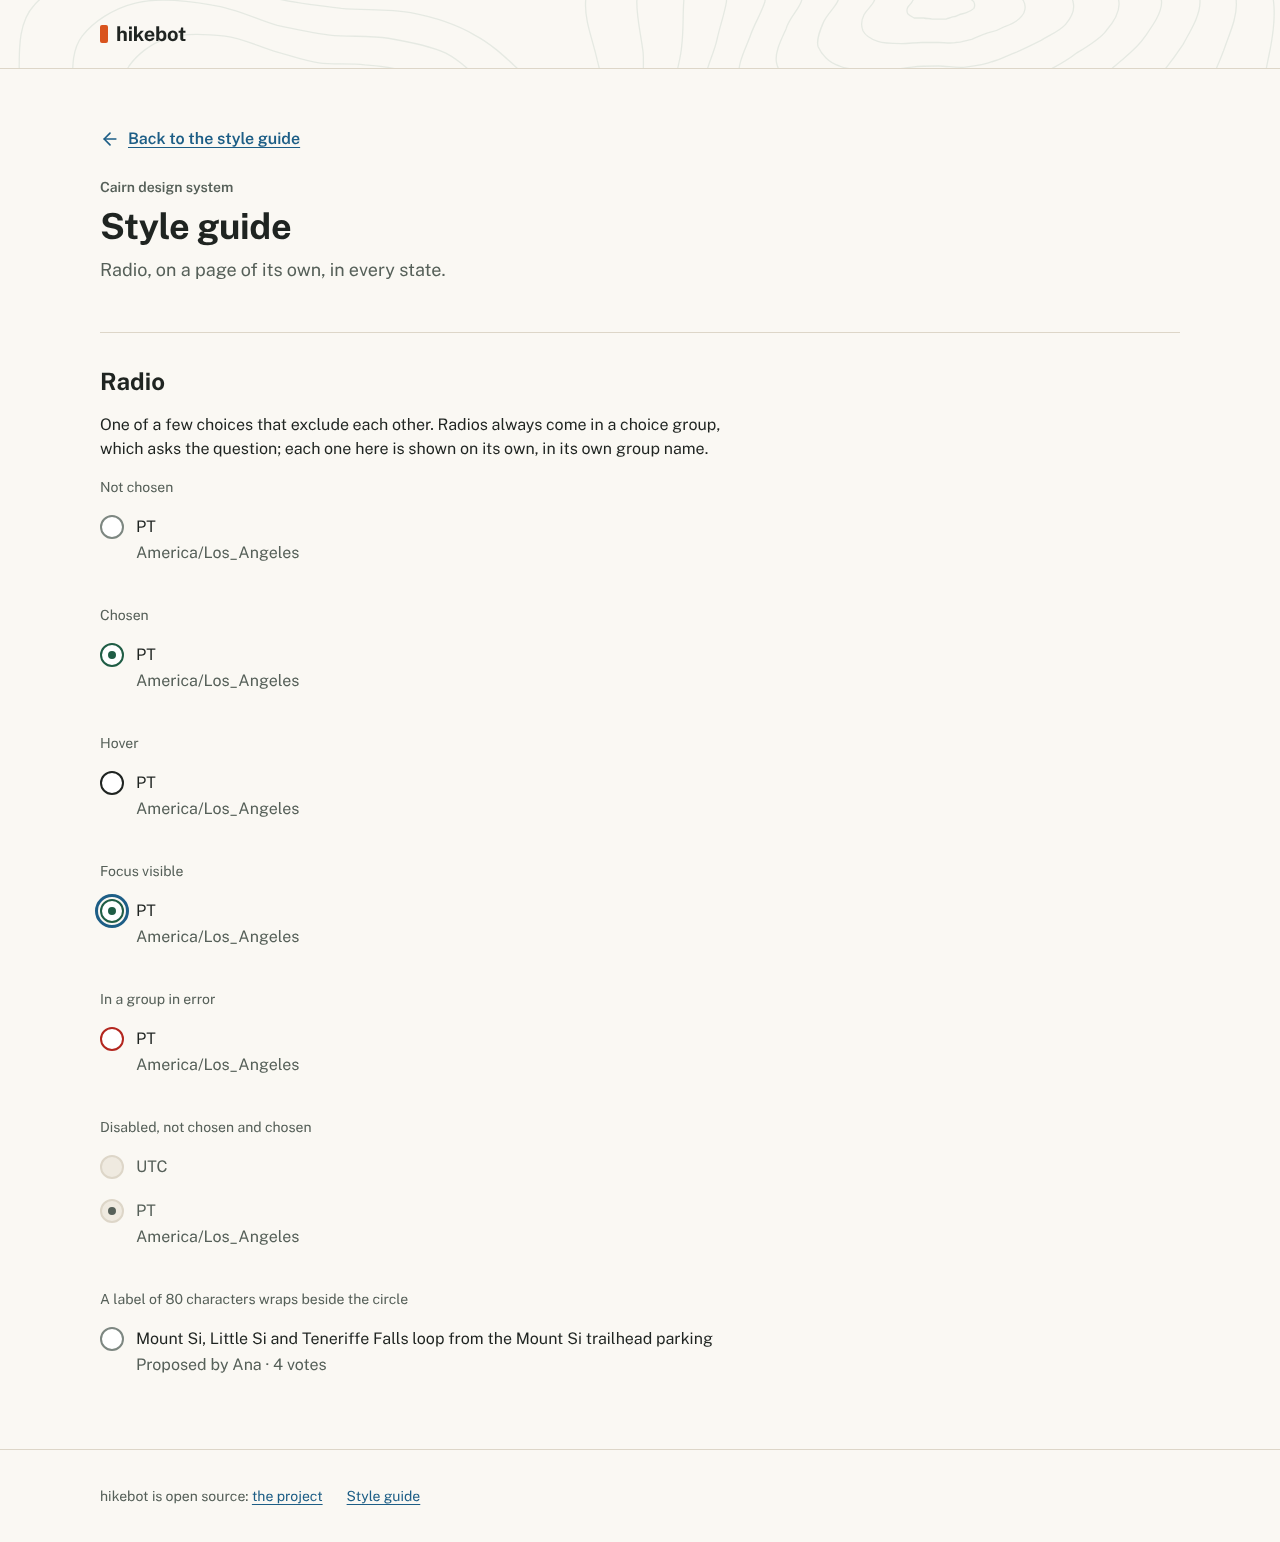 hikebot
Back to the style guide
Cairn design system
Style guide
Radio, on a page of its own, in every state.
Radio
One of a few choices that exclude each other. Radios always come in a choice group,
which asks the question; each one here is shown on its own, in its own group name.
Not chosen
PT
America/Los_Angeles
Chosen
PT
America/Los_Angeles
Hover
PT
America/Los_Angeles
Focus visible
PT
America/Los_Angeles
In a group in error
PT
America/Los_Angeles
Disabled, not chosen and chosen
UTC
PT
America/Los_Angeles
A label of 80 characters wraps beside the circle
Mount Si, Little Si and Teneriffe Falls loop from the Mount Si trailhead parking
Proposed by Ana · 4 votes
hikebot is open source: the project Style guide